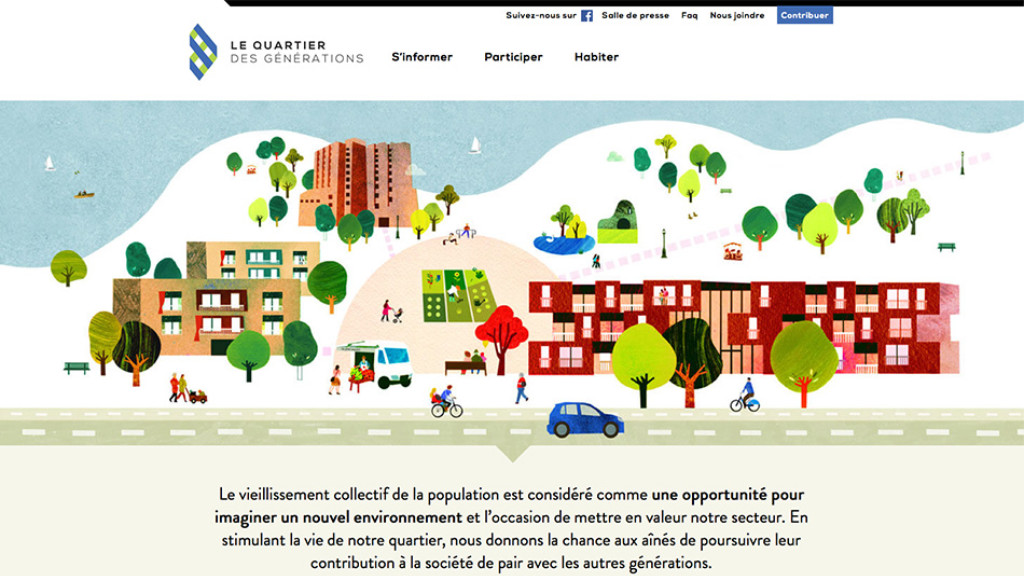 Suivez-nous sur Salle de presse Faq Nous joindre Contribuer
LE QUARTIER
DES GÉNÉRATIONS
S'informer Participer Habiter
Le vieillissement collectif de la population est considéré comme une opportunité pour
imaginer un nouvel environnement et l'occasion de mettre en valeur notre secteur. En
stimulant la vie de notre quartier, nous donnons la chance aux aînés de poursuivre leur
contribution à la société de pair avec les autres générations.